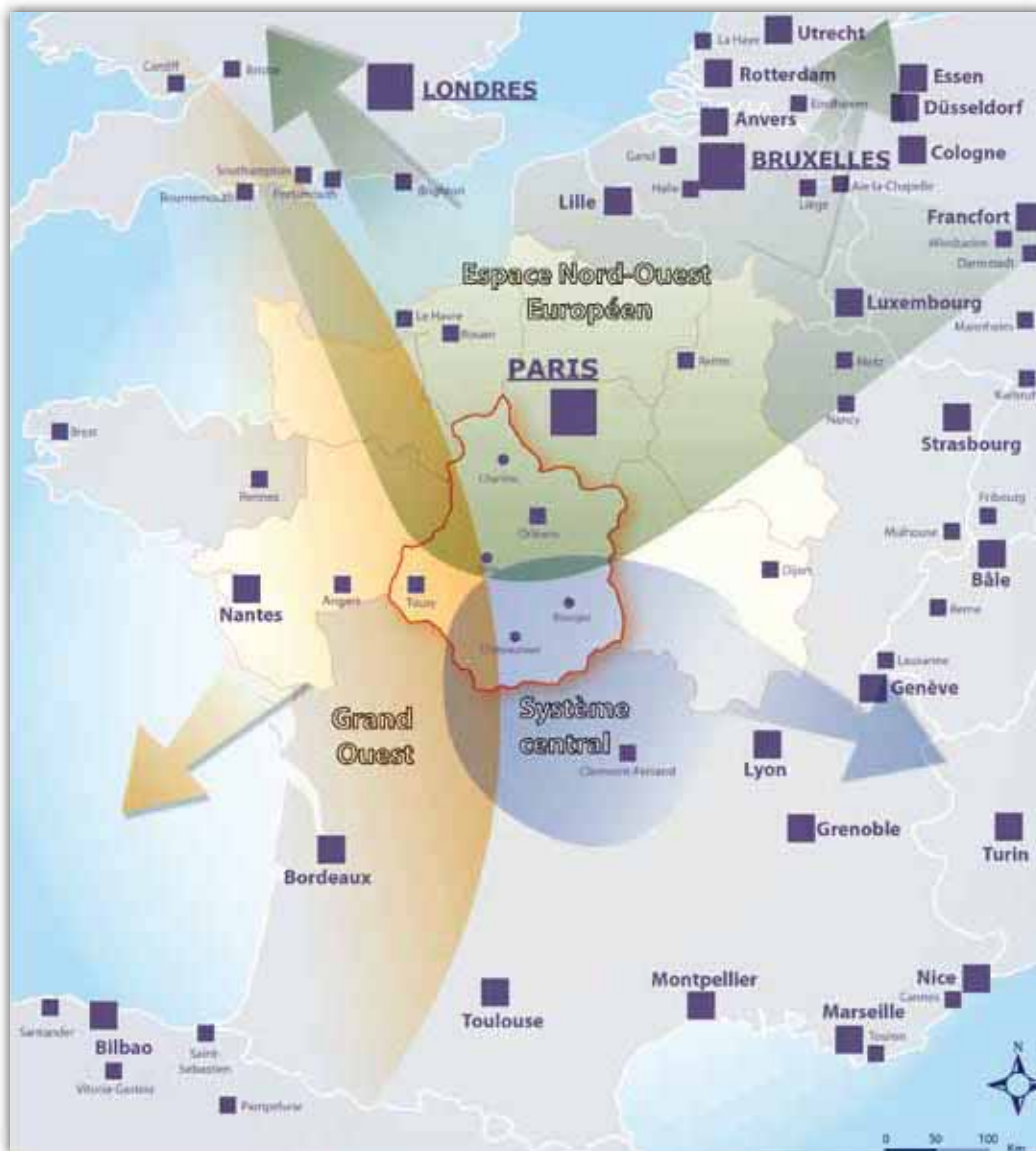 Utrecht
La Haye
Cardiff
Bristol
LONDRES
Rotterdam
Essen
Eindhoven
Düsseldorf
Anvers
Gand
BRUXELLES
Cologne
Southampton
Portsmouth
Bournemouth
Brighton
Halle
Liège
Aix-la-Chapelle
Lille
Francfort
Wiesbaden
Darmstadt
Espace Nord-Ouest
Européen
Luxembourg
Le Havre
Rouen
Mannheim
Reims
Metz
PARIS
Nancy
Strasbourg
Brest
Rennes
Chartres
Orléans
Fribourg
Mulhouse
Bâle
Dijon
Nantes
Angers
Tours
Bourges
Berne
Châteauroux
Lausanne
Genève
Grand
Ouest
Système
central
Clermont-Ferrand
Lyon
Grenoble
Turin
Bordeaux
Montpellier
Nice
Cannes
Toulouse
Marseille
Toulon
Santander
Bilbao
Saint-
Sébastien
Vitoria-Gasteiz
Pampelune
N
0 50 100
Km